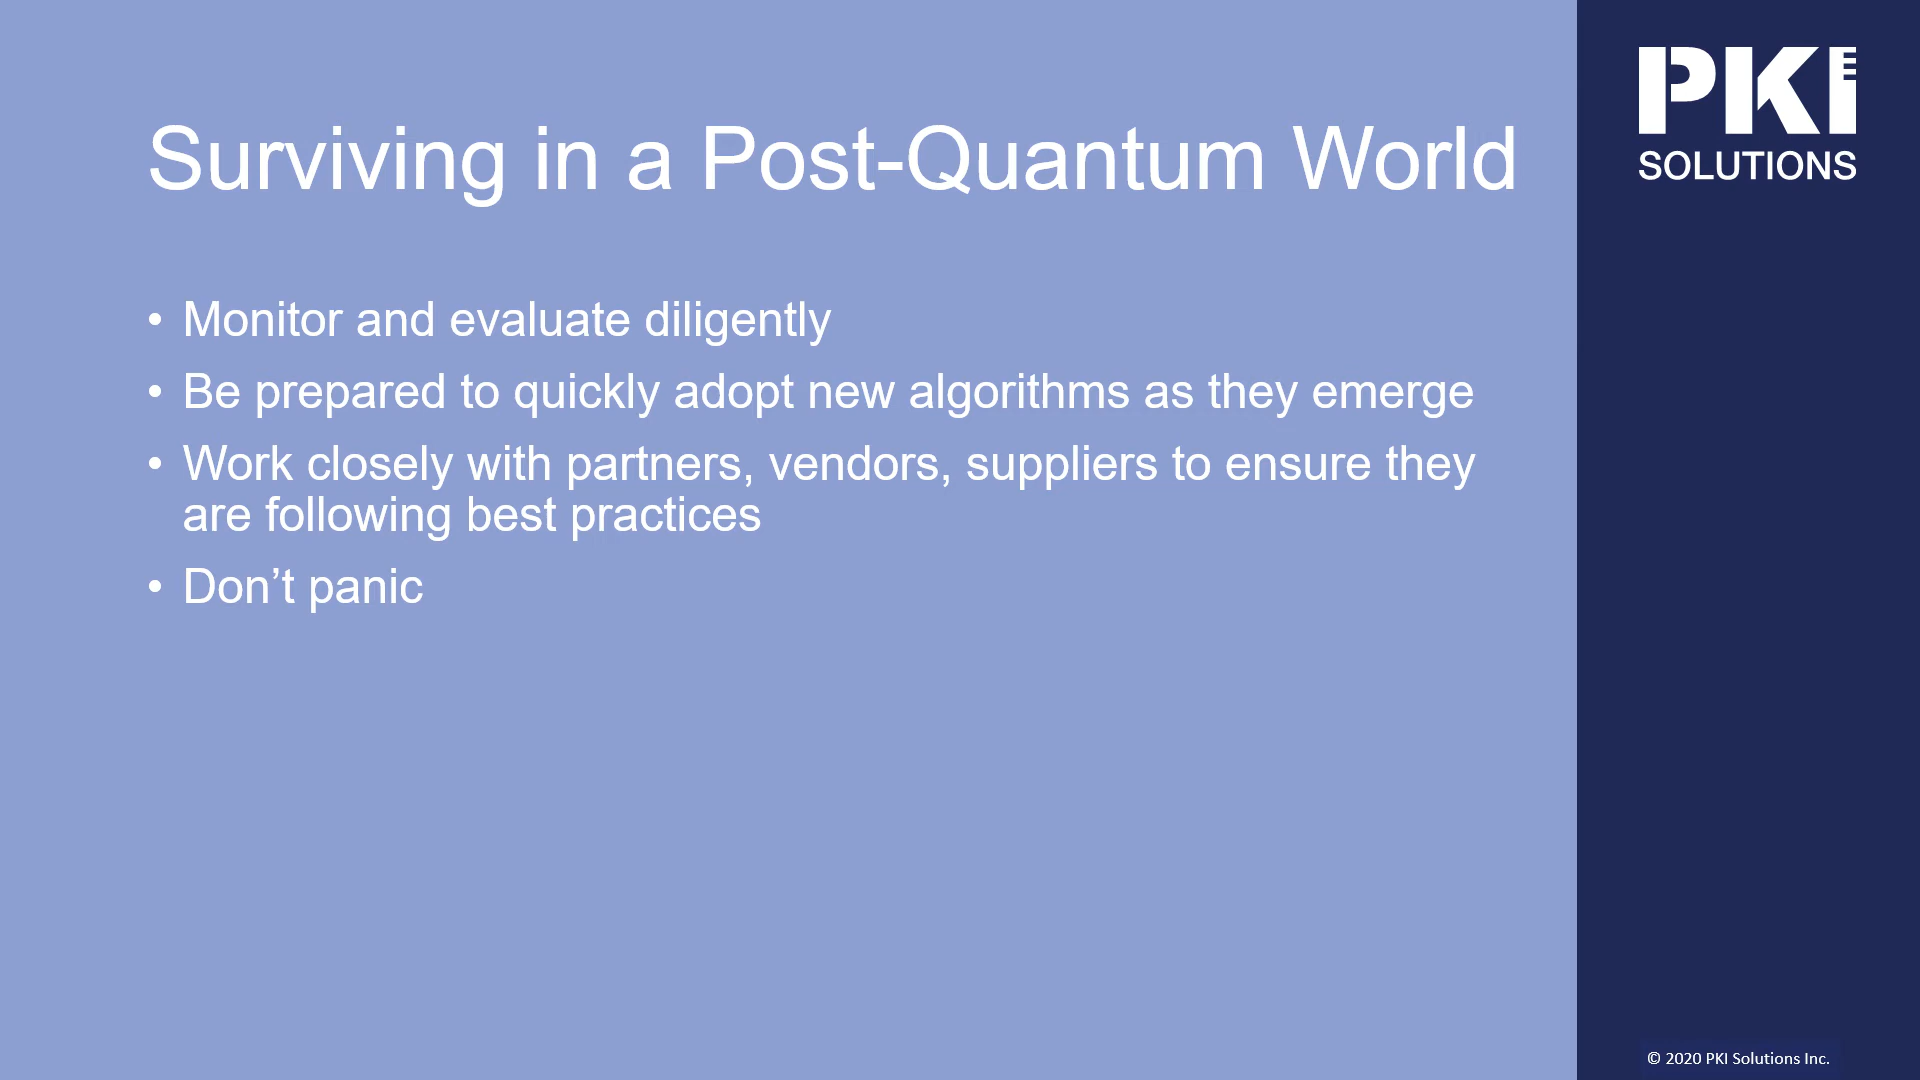 Surviving in a Post-Quantum World
• Monitor and evaluate diligently
• Be prepared to quickly adopt new algorithms as they emerge
• Work closely with partners, vendors, suppliers to ensure they
are following best practices
• Don’t panic
PKI
SOLUTIONS
© 2020 PKI Solutions Inc.